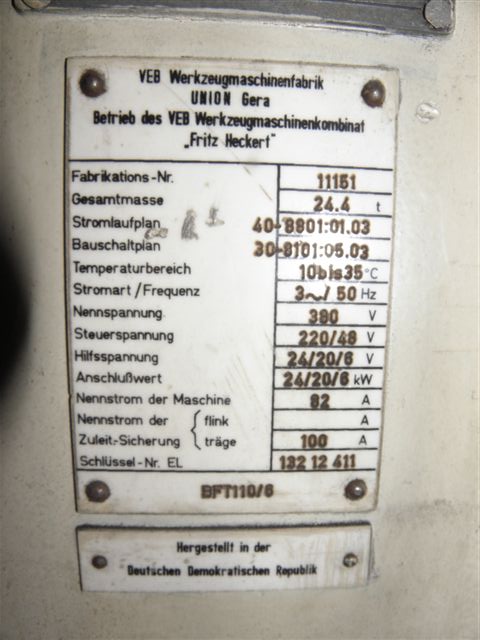 VEB Werkzeugmaschinenfabrik
UNION Gera
Betrieb des VEB Werkzeugmaschinenkombinat
„Fritz Heckert"
Fabrikations-Nr. 11151
Gesamtmasse 24.4 t
Stromlaufplan 40-8801:01.03
Bauschaltplan 30-8101:05.03
Temperaturbereich 10bis35 °C
Stromart/Frequenz 3~/ 50 Hz
Nennspannung 380 V
Steuerspannung 220/48 V
Hilfsspannung 24/20/6 V
Anschlußwert 24/20/6 kW
Nennstrom der Maschine 82 A
Nennstrom der { flink A
Zuleit.-Sicherung { träge 100 A
Schlüssel-Nr. EL 132 12 411
BFT110/6
Hergestellt in der
Deutschen Demokratischen Republik